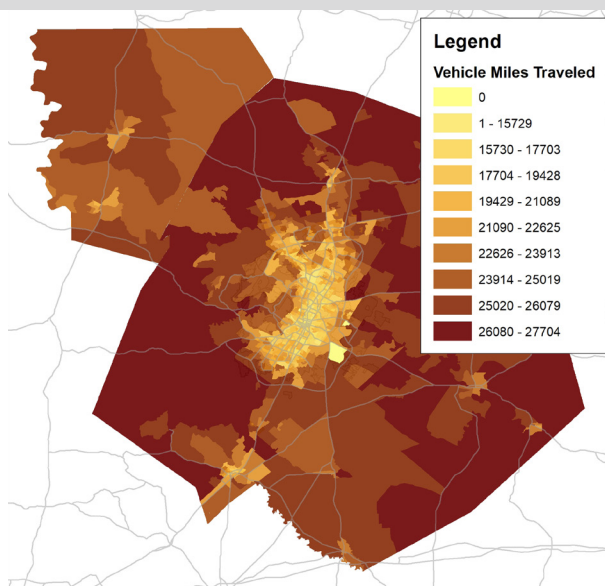 Legend
Vehicle Miles Traveled
0
1 - 15729
15730 - 17703
17704 - 19428
19429 - 21089
21090 - 22625
22626 - 23913
23914 - 25019
25020 - 26079
26080 - 27704